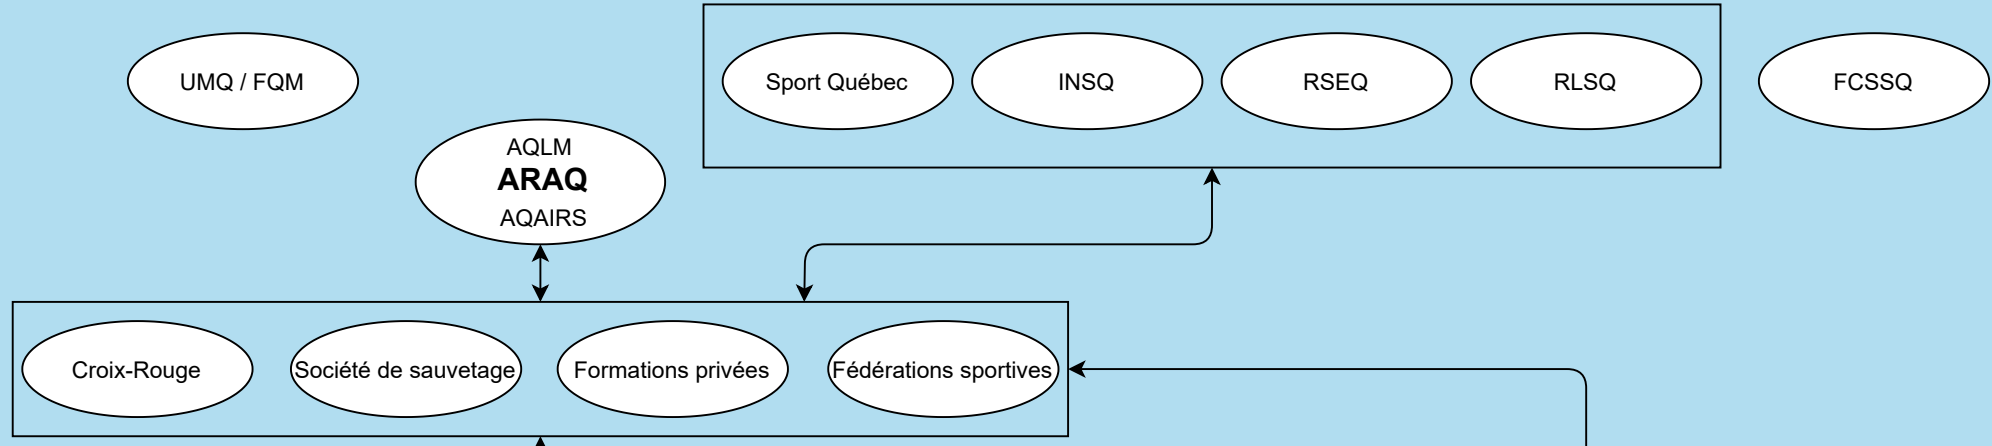 UMQ / FQM
Sport Québec
INSQ
RSEQ
RLSQ
FCSSQ
AQLM
ARAQ
AQAIRS
Croix-Rouge
Société de sauvetage
Formations privées
Fédérations sportives